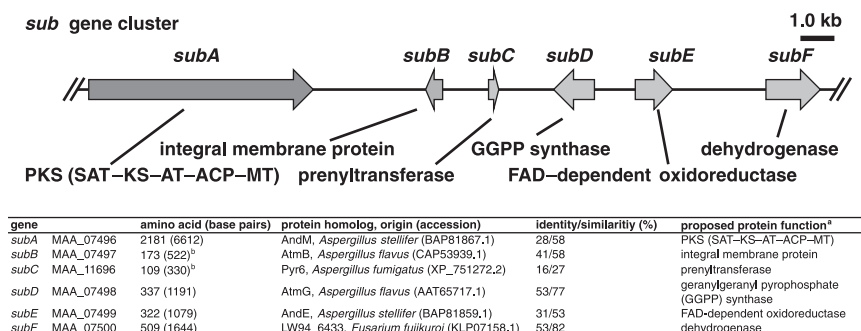 sub gene cluster
1.0 kb
subA subB subC subD subE subF
integral membrane protein GGPP synthase dehydrogenase
PKS (SAT–KS–AT–ACP–MT) prenyltransferase FAD–dependent oxidoreductase
gene amino acid (base pairs) protein homolog, origin (accession) identity/similaritiy (%) proposed protein functionᵃ
subA MAA_07496 2181 (6612) AndM, Aspergillus stellifer (BAP81867.1) 28/58 PKS (SAT–KS–AT–ACP–MT)
subB MAA_07497 173 (522)ᵇ AtmB, Aspergillus flavus (CAP53939.1) 41/58 integral membrane protein
subC MAA_11696 109 (330)ᵇ Pyr6, Aspergillus fumigatus (XP_751272.2) 16/27 prenyltransferase
subD MAA_07498 337 (1191) AtmG, Aspergillus flavus (AAT65717.1) 53/77 geranylgeranyl pyrophosphate
(GGPP) synthase
subE MAA_07499 322 (1079) AndE, Aspergillus stellifer (BAP81859.1) 31/53 FAD-dependent oxidoreductase
subF MAA_07500 509 (1644) LW94_6433, Fusarium fujikuroi (KLP07158.1) 53/82 dehydrogenase